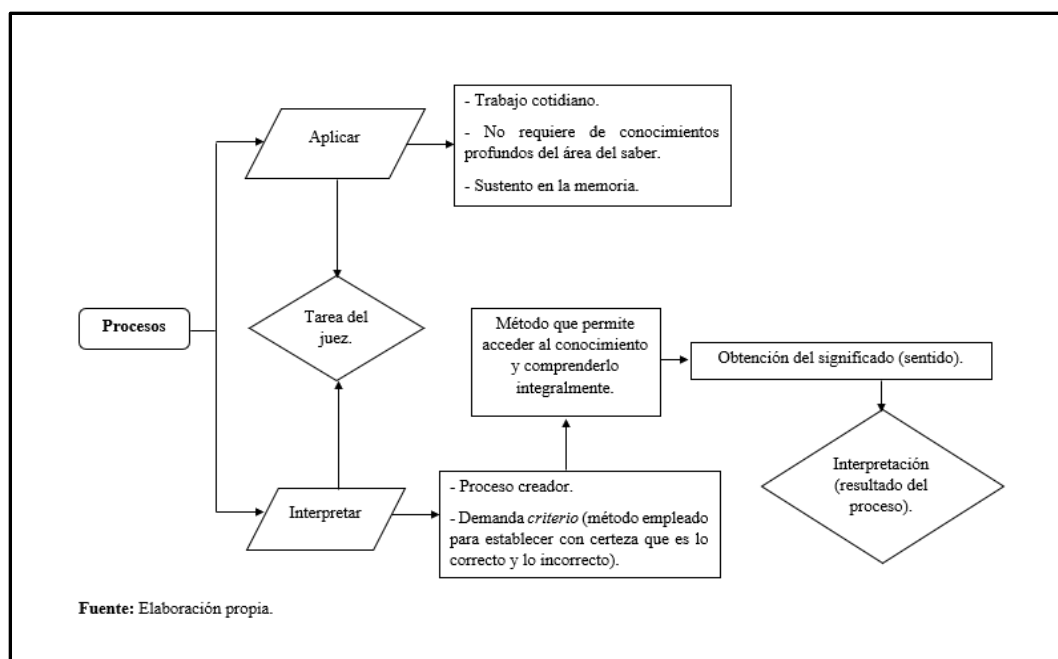 Aplicar
- Trabajo cotidiano.
- No requiere de conocimientos
profundos del área del saber.
- Sustento en la memoria.
Procesos
Tarea del
juez.
Método que permite
acceder al conocimiento
y comprenderlo
integralmente.
Obtención del significado (sentido).
Interpretación
(resultado del
proceso).
Interpretar
- Proceso creador.
- Demanda criterio (método empleado
para establecer con certeza que es lo
correcto y lo incorrecto).
Fuente: Elaboración propia.